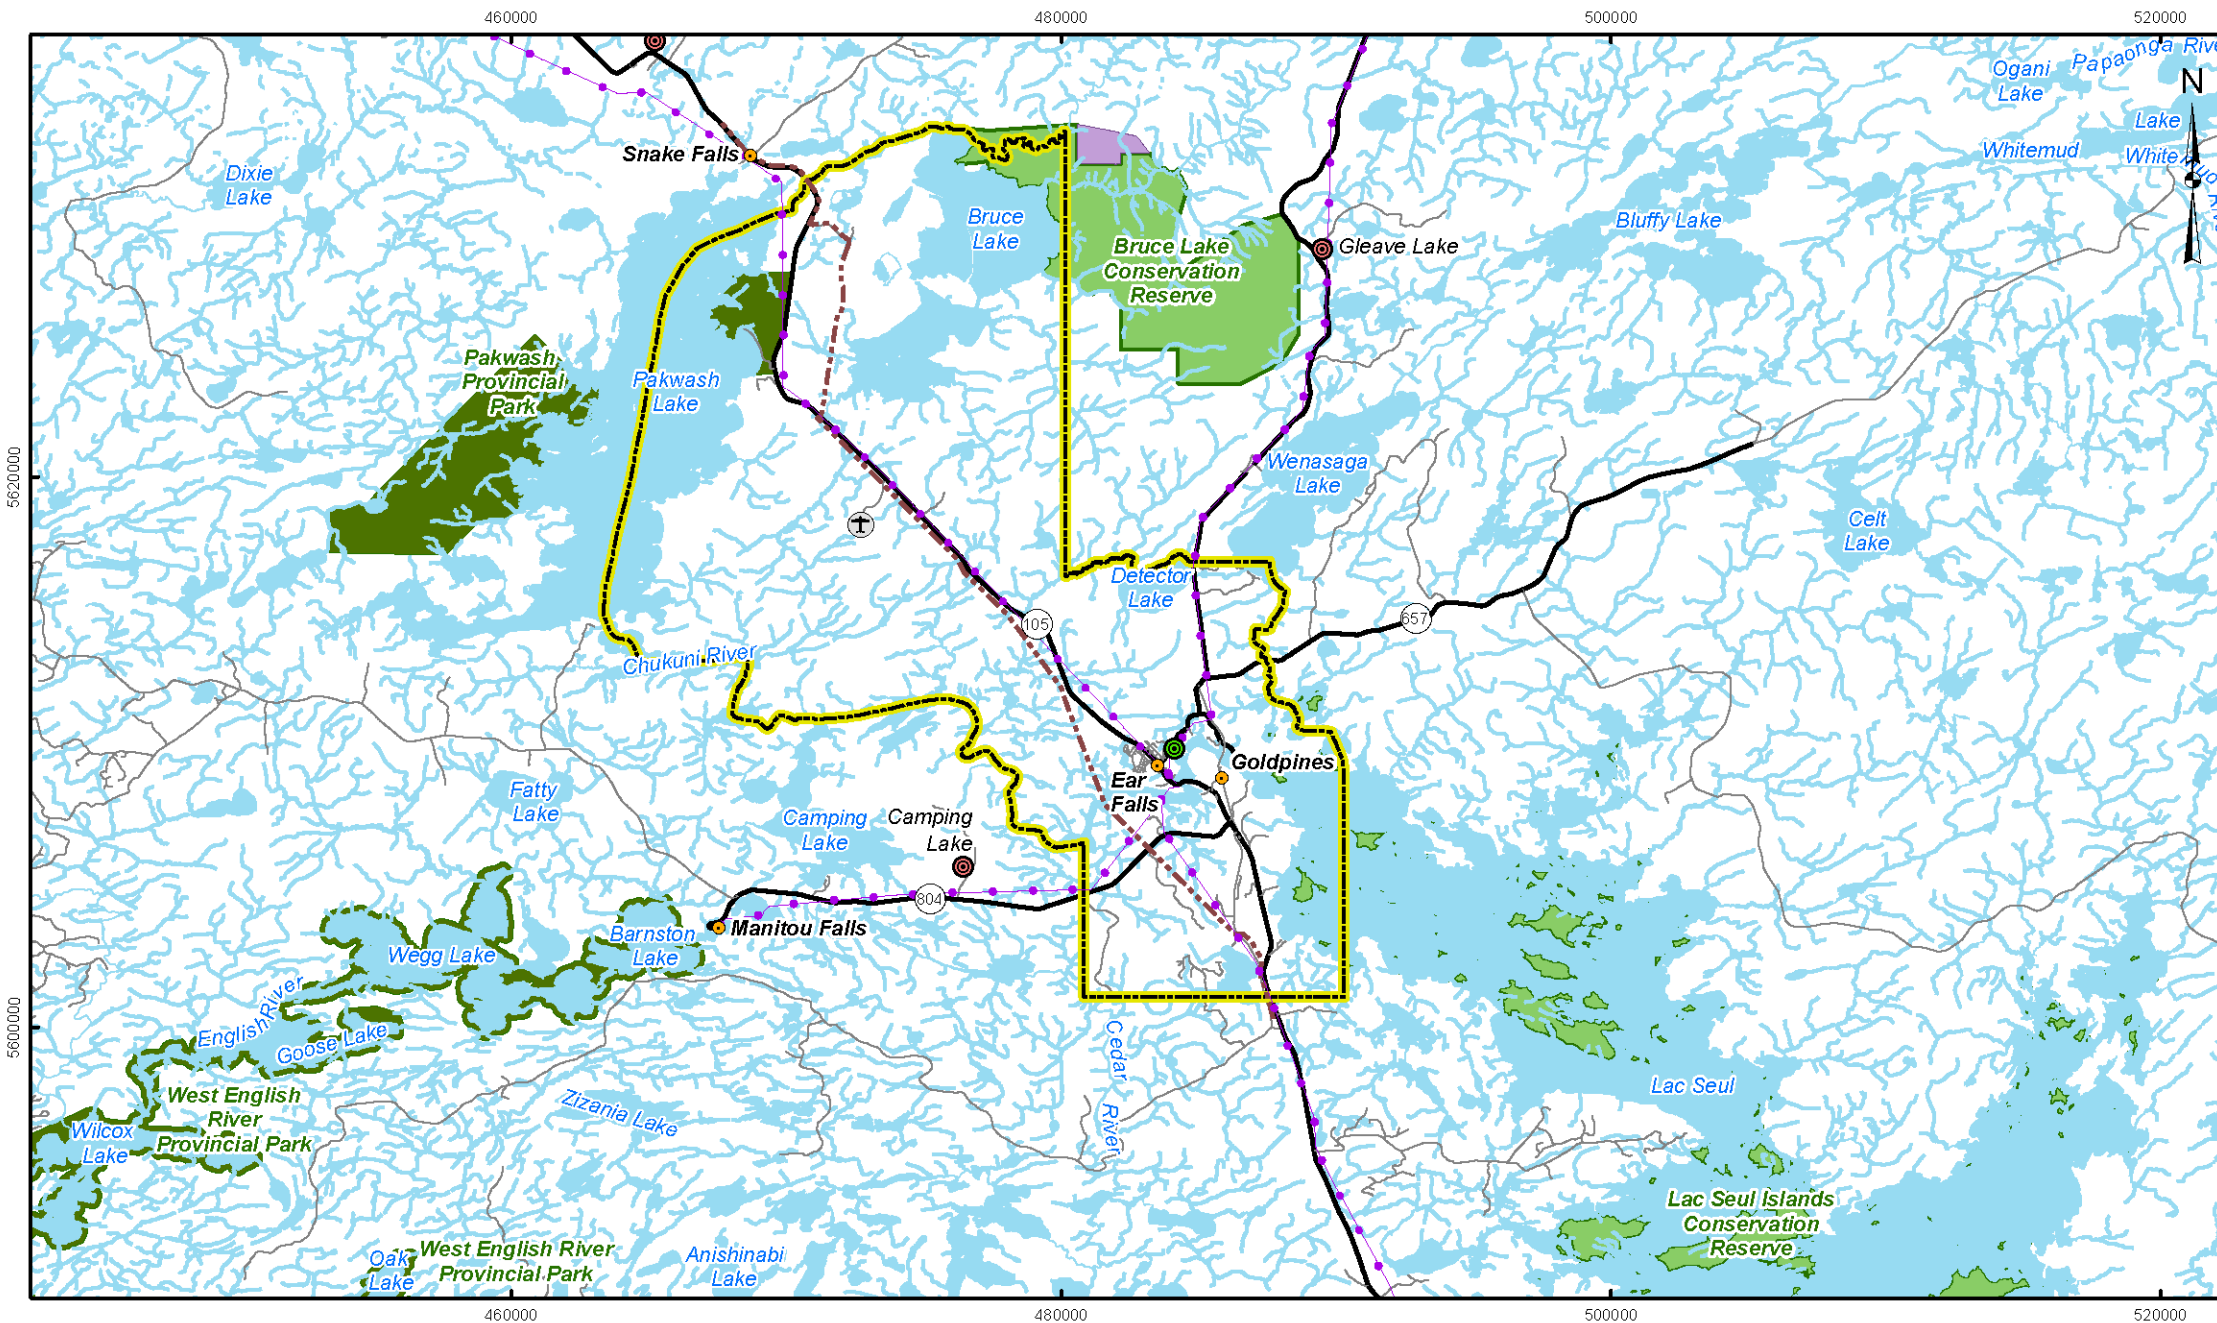 460000
480000
500000
520000
Ogani
Lake
Papaonga River
N
Lake
Snake Falls
Whitemud
Dixie
Lake
Bruce
Lake
Bluffy Lake
Bruce Lake
Conservation
Reserve
Gleave Lake
Pakwash
Provincial
Park
Pakwash
Lake
5620000
Wenasaga
Lake
Celt
Lake
Detector
Lake
105
657
Chukuni River
Goldpines
Ear
Falls
Fatty
Lake
Camping
Lake
Camping
Lake
804
Manitou Falls
Barnston
Lake
Wegg Lake
English River
Goose Lake
5600000
Cedar
River
Lac Seul
West English
River
Provincial Park
Wilcox
Lake
Zizania Lake
Lac Seul Islands
Conservation
Reserve
Oak
Lake
West English River
Provincial Park
Anishinabi
Lake
460000
480000
500000
520000